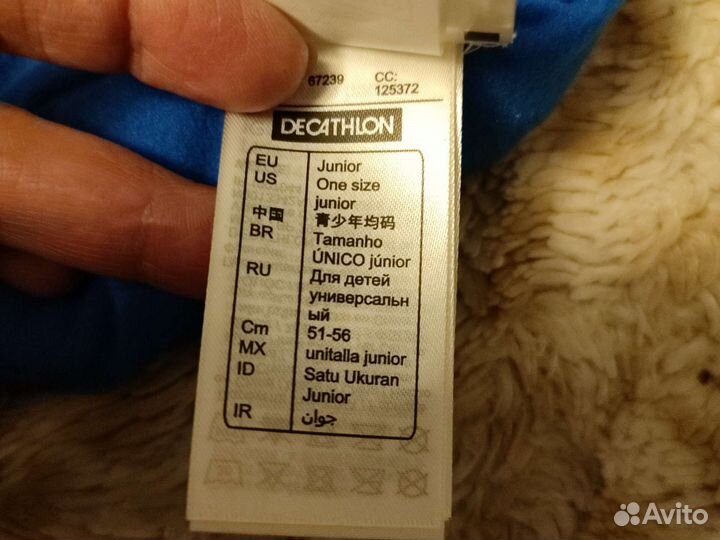 67239 CC:
125372
DECATHLON
EU Junior
US One size
junior
中国 青少年均码
BR Tamanho
ÚNICO júnior
RU Для детей
универсальн
ый
Cm 51-56
MX unitalla junior
ID Satu Ukuran
Junior
IR جوان
Avito